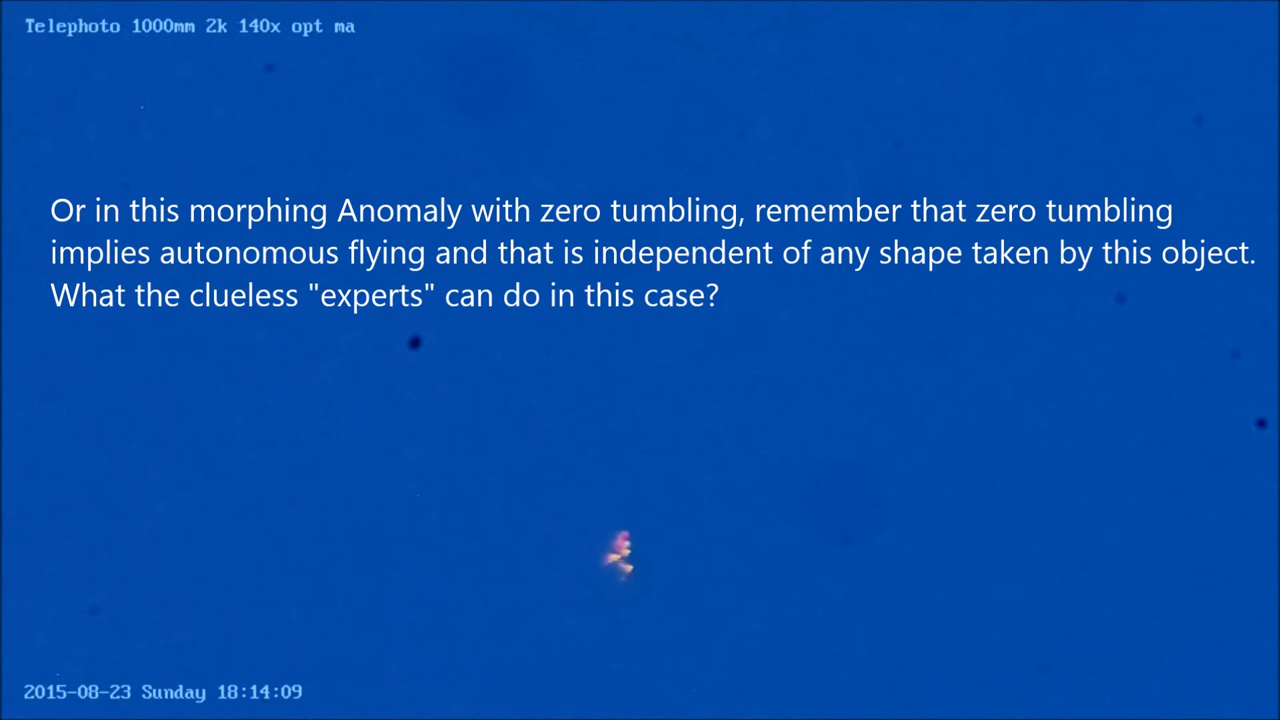 Telephoto 1000mm 2k 140x opt ma
Or in this morphing Anomaly with zero tumbling, remember that zero tumbling
implies autonomous flying and that is independent of any shape taken by this object.
What the clueless "experts" can do in this case?
2015-08-23 Sunday 18:14:09